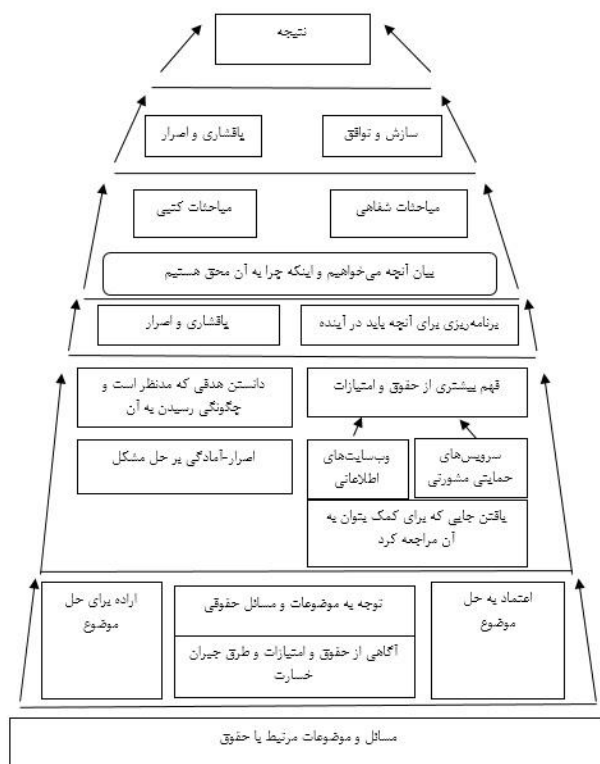 نتیجه
سازش و توافق
پافشاری و اصرار
مباحثات شفاهی
مباحثات کتبی
بیان آنچه می‌خواهیم و اینکه چرا به آن محق هستیم
برنامه‌ریزی برای آنچه باید در آینده
پافشاری و اصرار
فهم بیشتری از حقوق و امتیازات
دانستن هدفی که مدنظر است و
چگونگی رسیدن به آن
سرویس‌های
حمایتی مشورتی
وب‌سایت‌های
اطلاعاتی
اصرار-آمادگی بر حل مشکل
یافتن جایی که برای کمک بتوان به
آن مراجعه کرد
اعتماد به حل
موضوع
توجه به موضوعات و مسائل حقوقی
آگاهی از حقوق و امتیازات و طرق جبران
خسارت
اراده برای حل
موضوع
مسائل و موضوعات مرتبط با حقوق